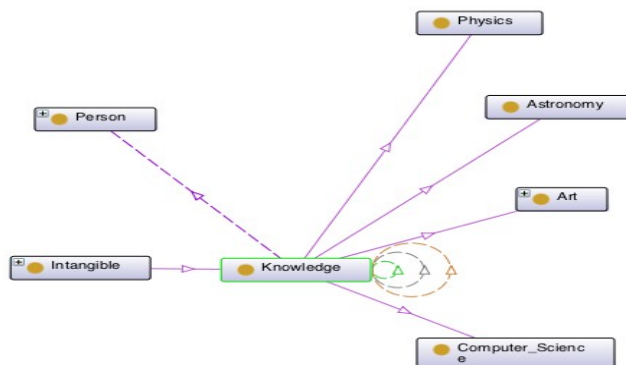 Physics
Astronomy
Person
Art
Intangible
Knowledge
Computer_Scienc
e